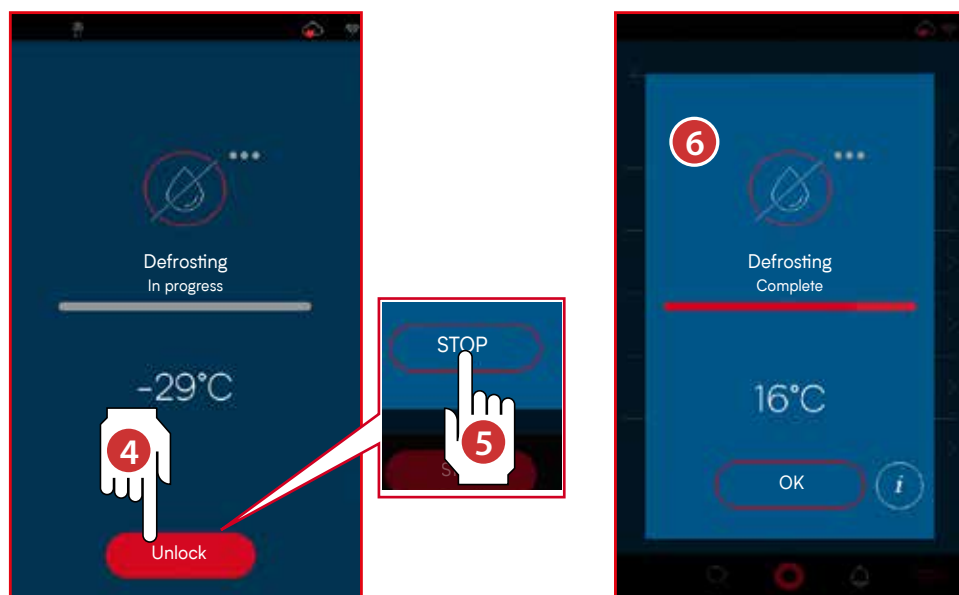 Defrosting
In progress
-29°C
4
Unlock
STOP
5
6
Defrosting
Complete
16°C
OK
i